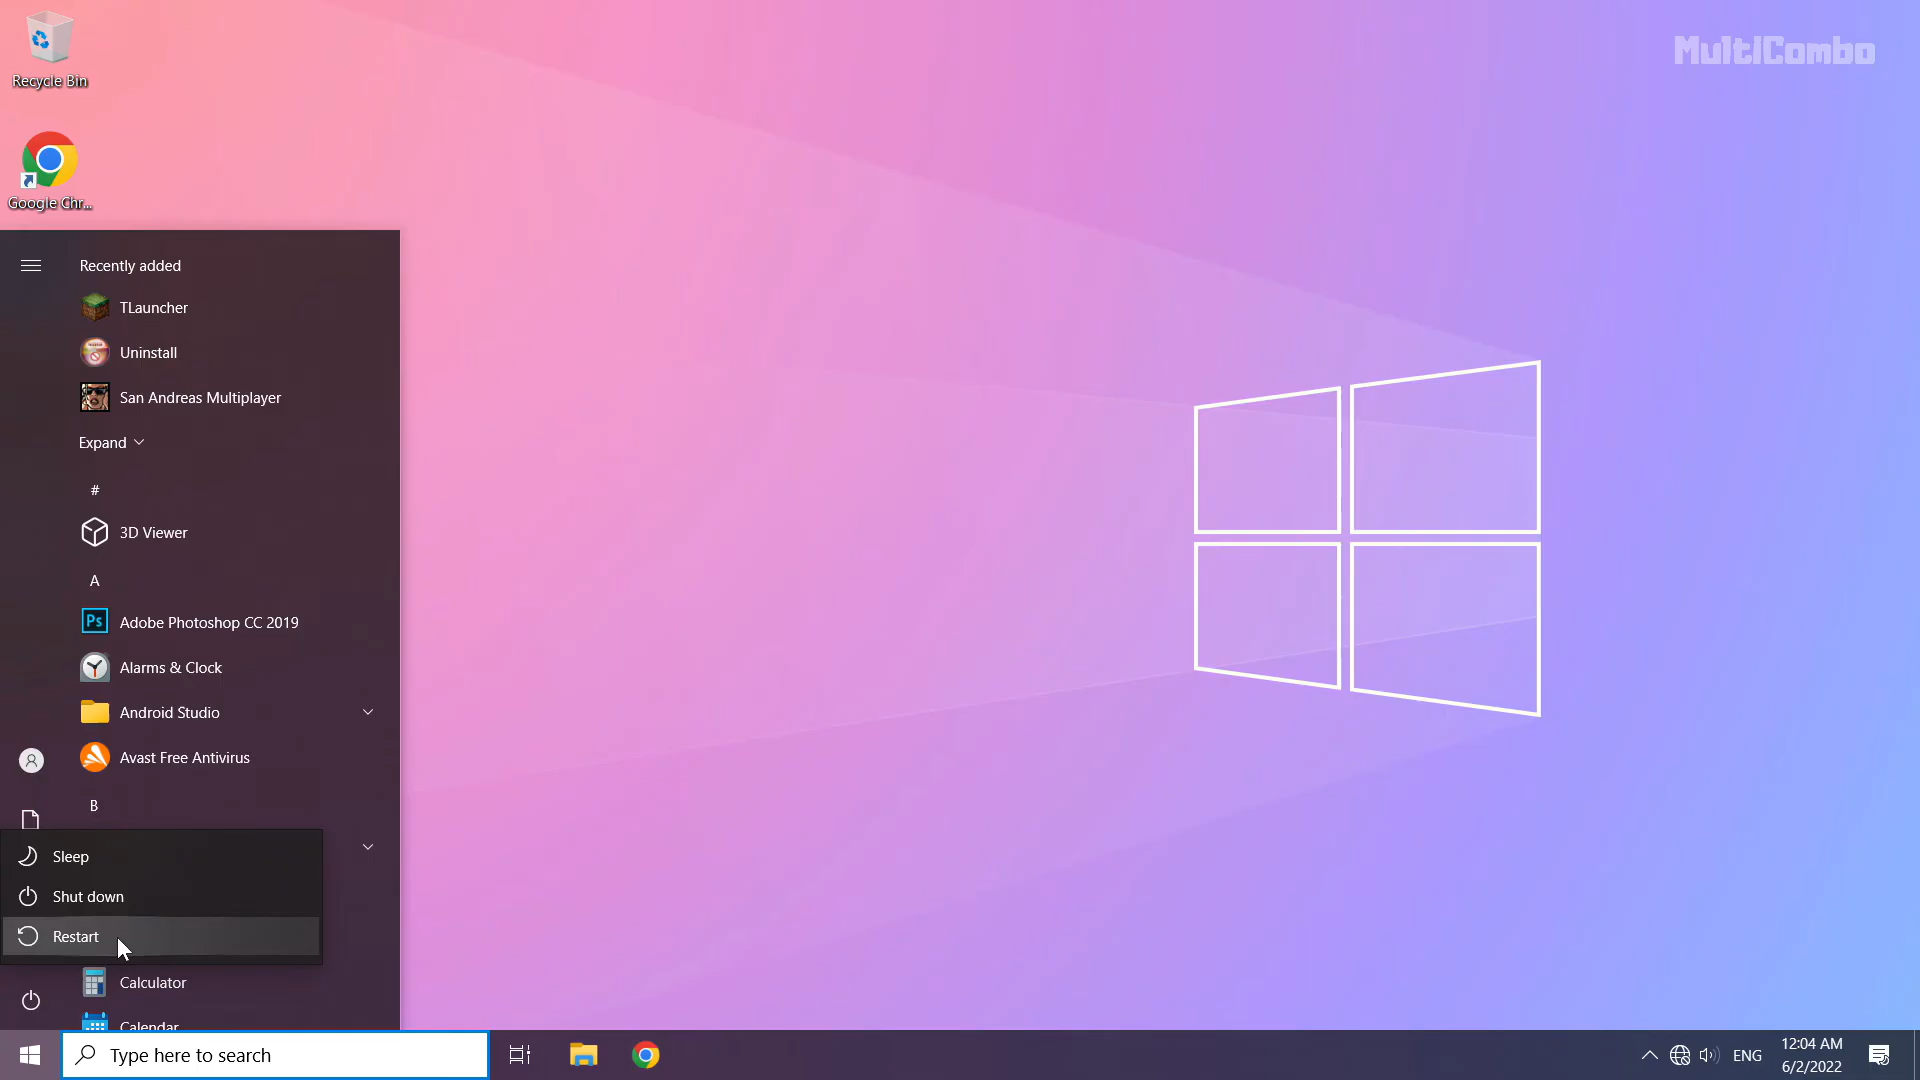 MultiCombo
Recycle Bin
Google Chr...
Recently added
TLauncher
Uninstall
San Andreas Multiplayer
Expand
#
3D Viewer
A
Ps
Adobe Photoshop CC 2019
Alarms & Clock
Android Studio
Avast Free Antivirus
B
Sleep
Shut down
Restart
Calculator
Calendar
Type here to search
ENG
12:04 AM
6/2/2022